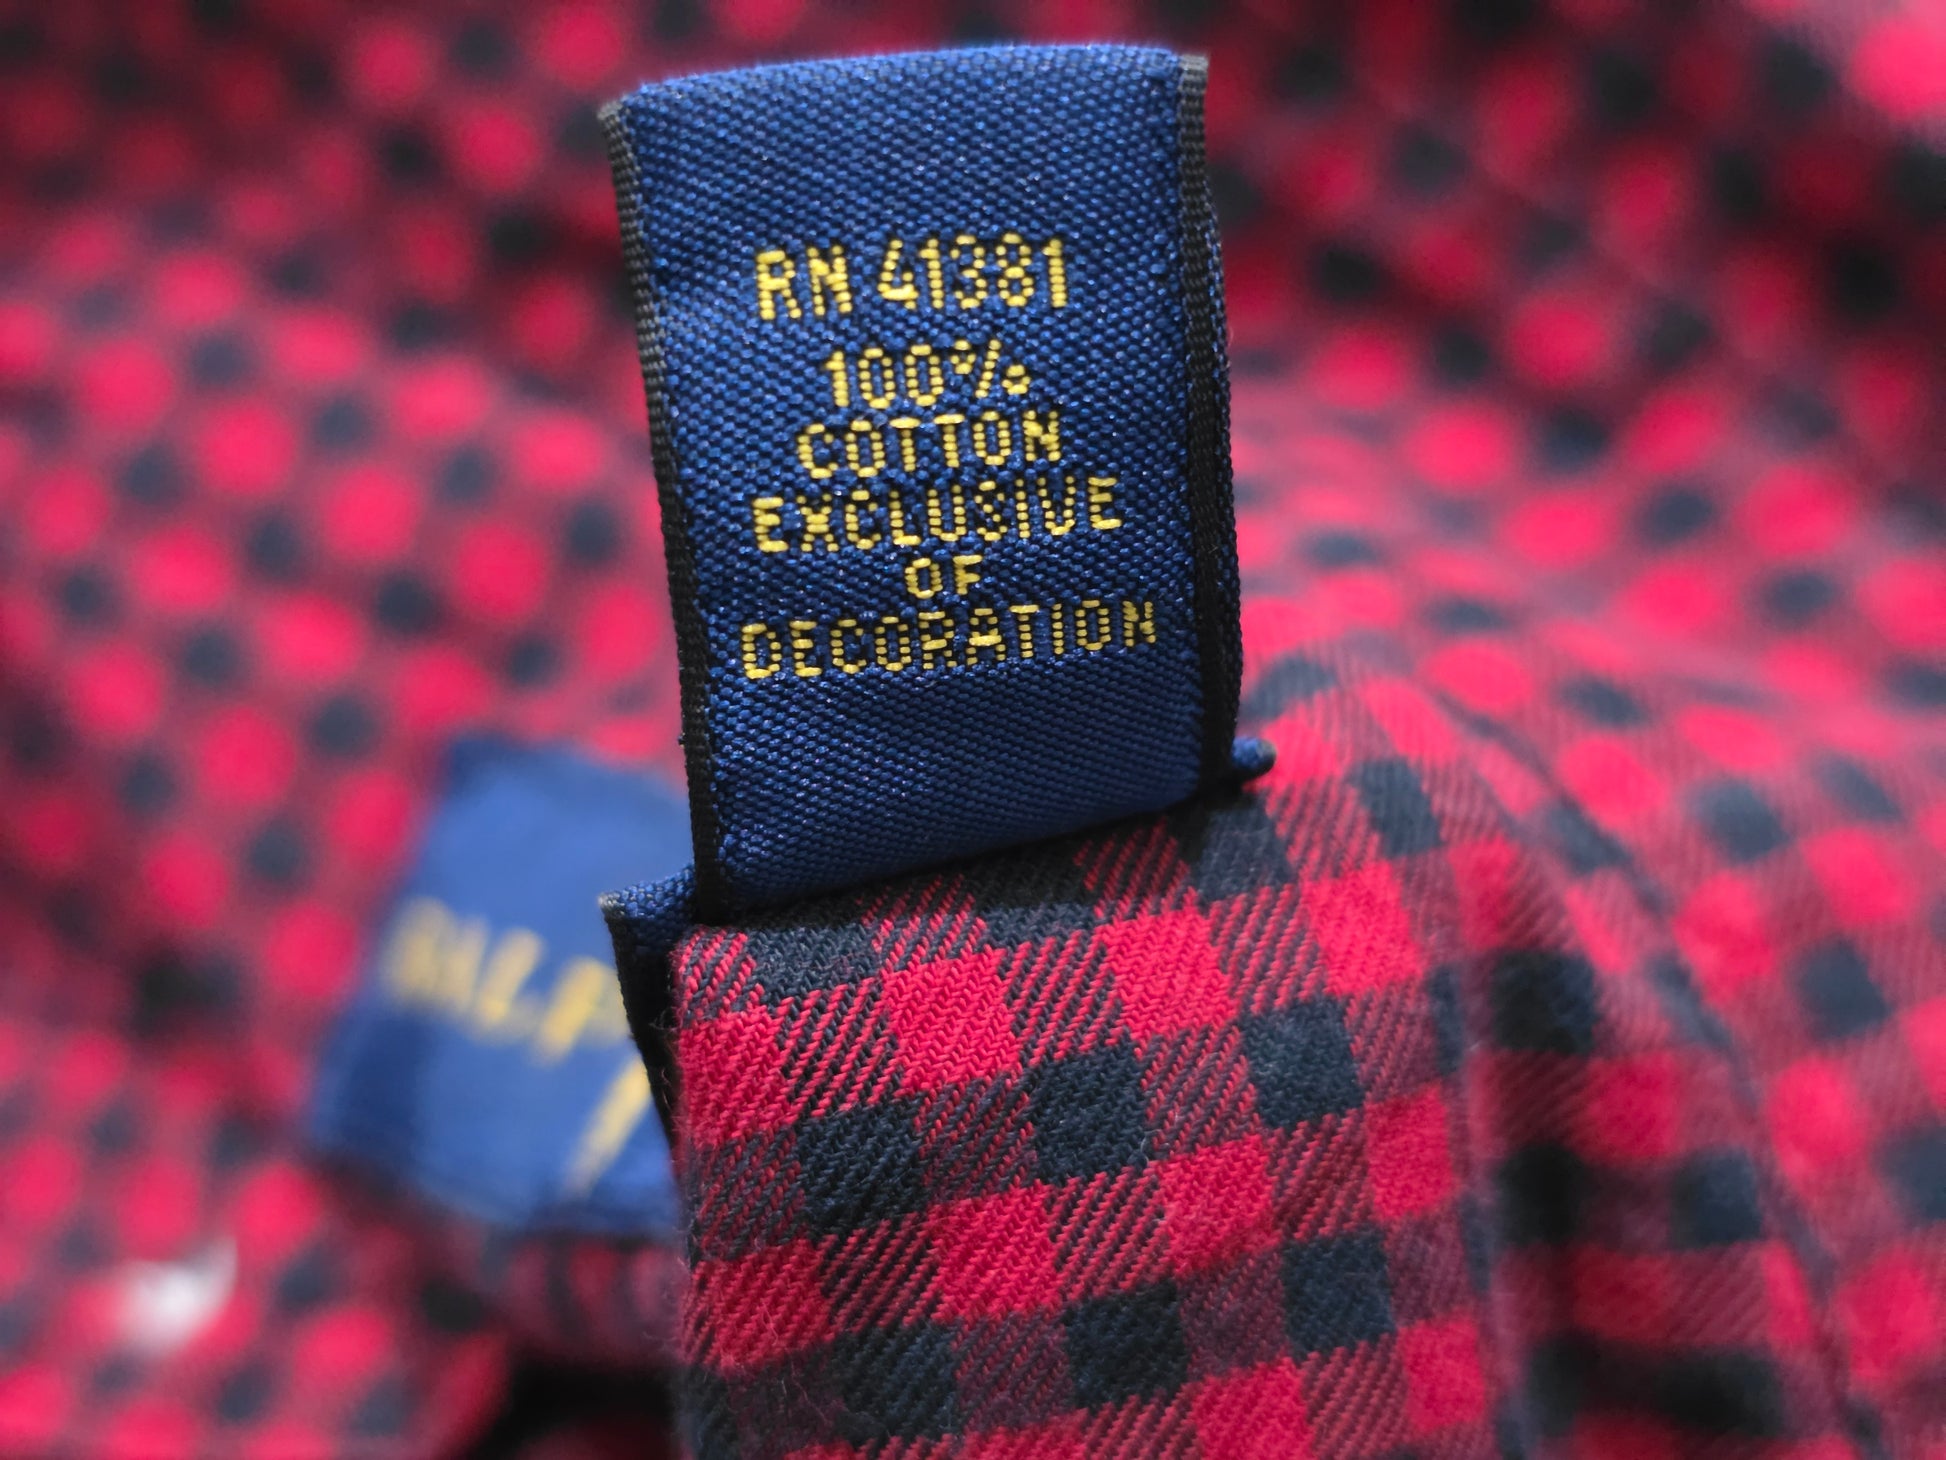 RN 41381
100%
COTTON
EXCLUSIVE
OF
DECORATION